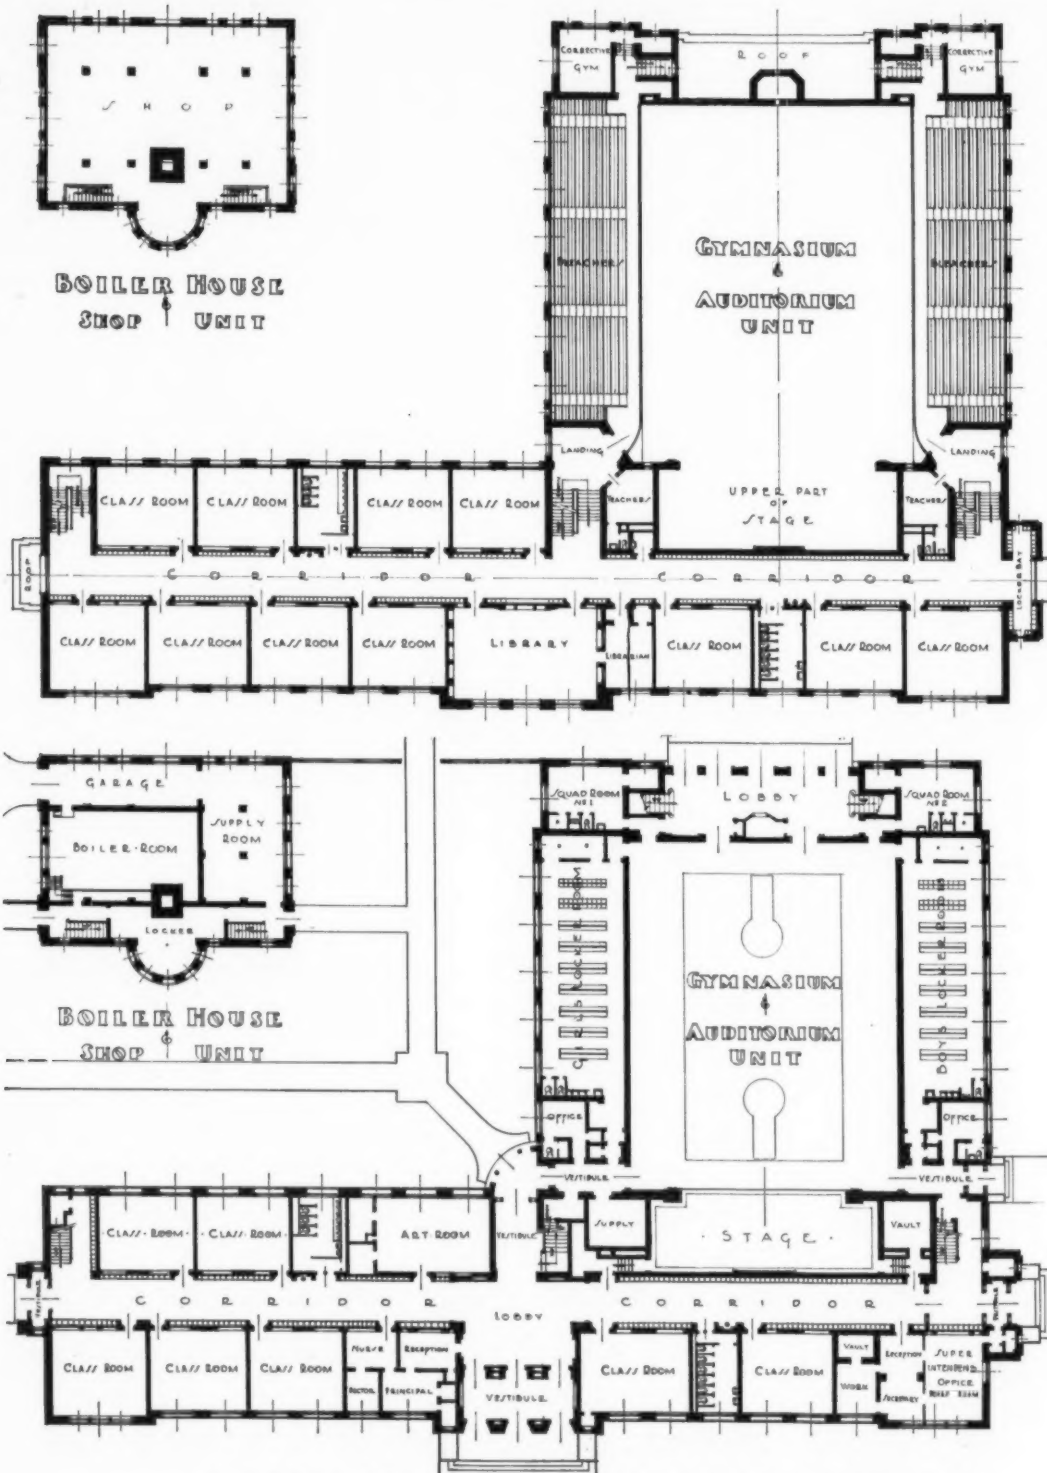 SHOP
BOILER HOUSE
&
SHOP UNIT
CORRECTIVE
GYM
ROOF
CORRECTIVE
GYM
BLEACHERS
GYMNASIUM
&
AUDITORIUM
UNIT
BLEACHERS
LANDING
LANDING
CLASS ROOM
CLASS ROOM
CLASS ROOM
CLASS ROOM
TEACHERS
UPPER PART
OF
STAGE
TEACHERS
ROOF
CORRIDOR
CORRIDOR
LOCKER BAY
CLASS ROOM
CLASS ROOM
CLASS ROOM
CLASS ROOM
LIBRARY
LIBRARIAN
CLASS ROOM
CLASS ROOM
CLASS ROOM
GARAGE
SUPPLY
ROOM
BOILER·ROOM
LOCKER
BOILER HOUSE
&
SHOP UNIT
SQUAD ROOM
No 1
LOBBY
SQUAD ROOM
No 2
GIRLS LOCKER ROOM
GYMNASIUM
&
AUDITORIUM
UNIT
BOYS LOCKER ROOM
OFFICE
OFFICE
VESTIBULE
VESTIBULE
CLASS·ROOM·
CLASS·ROOM·
ART·ROOM
VESTIBULE
SUPPLY
·STAGE·
VAULT
VESTIBULE
CORRIDOR
LOBBY
CORRIDOR
VESTIBULE
CLASS ROOM
CLASS ROOM
CLASS ROOM
NURSE
RECEPTION
DOCTOR
PRINCIPAL
VESTIBULE
CLASS ROOM
CLASS ROOM
VAULT
WORK
RECEPTION
SECRETARY
SUPER
INTENDENT
OFFICE
BOARD ROOM